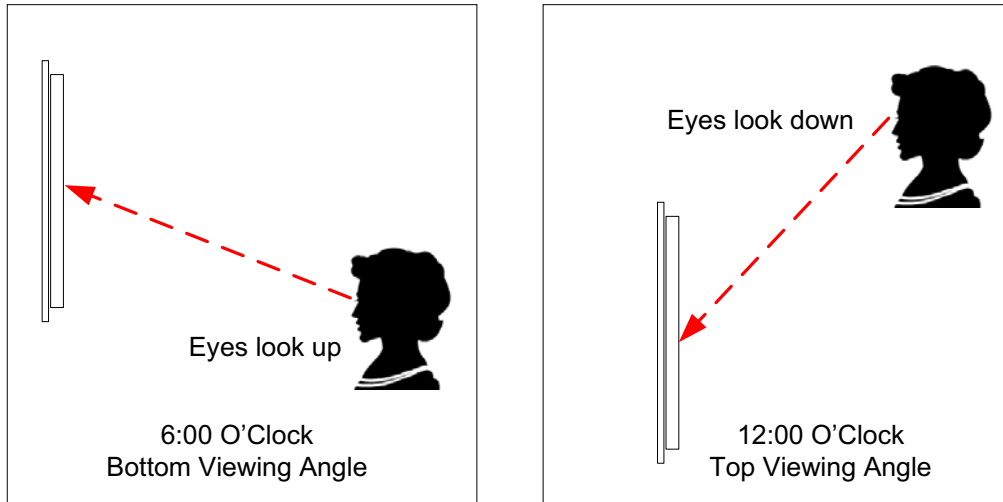 Eyes look up
6:00 O'Clock
Bottom Viewing Angle
Eyes look down
12:00 O'Clock
Top Viewing Angle